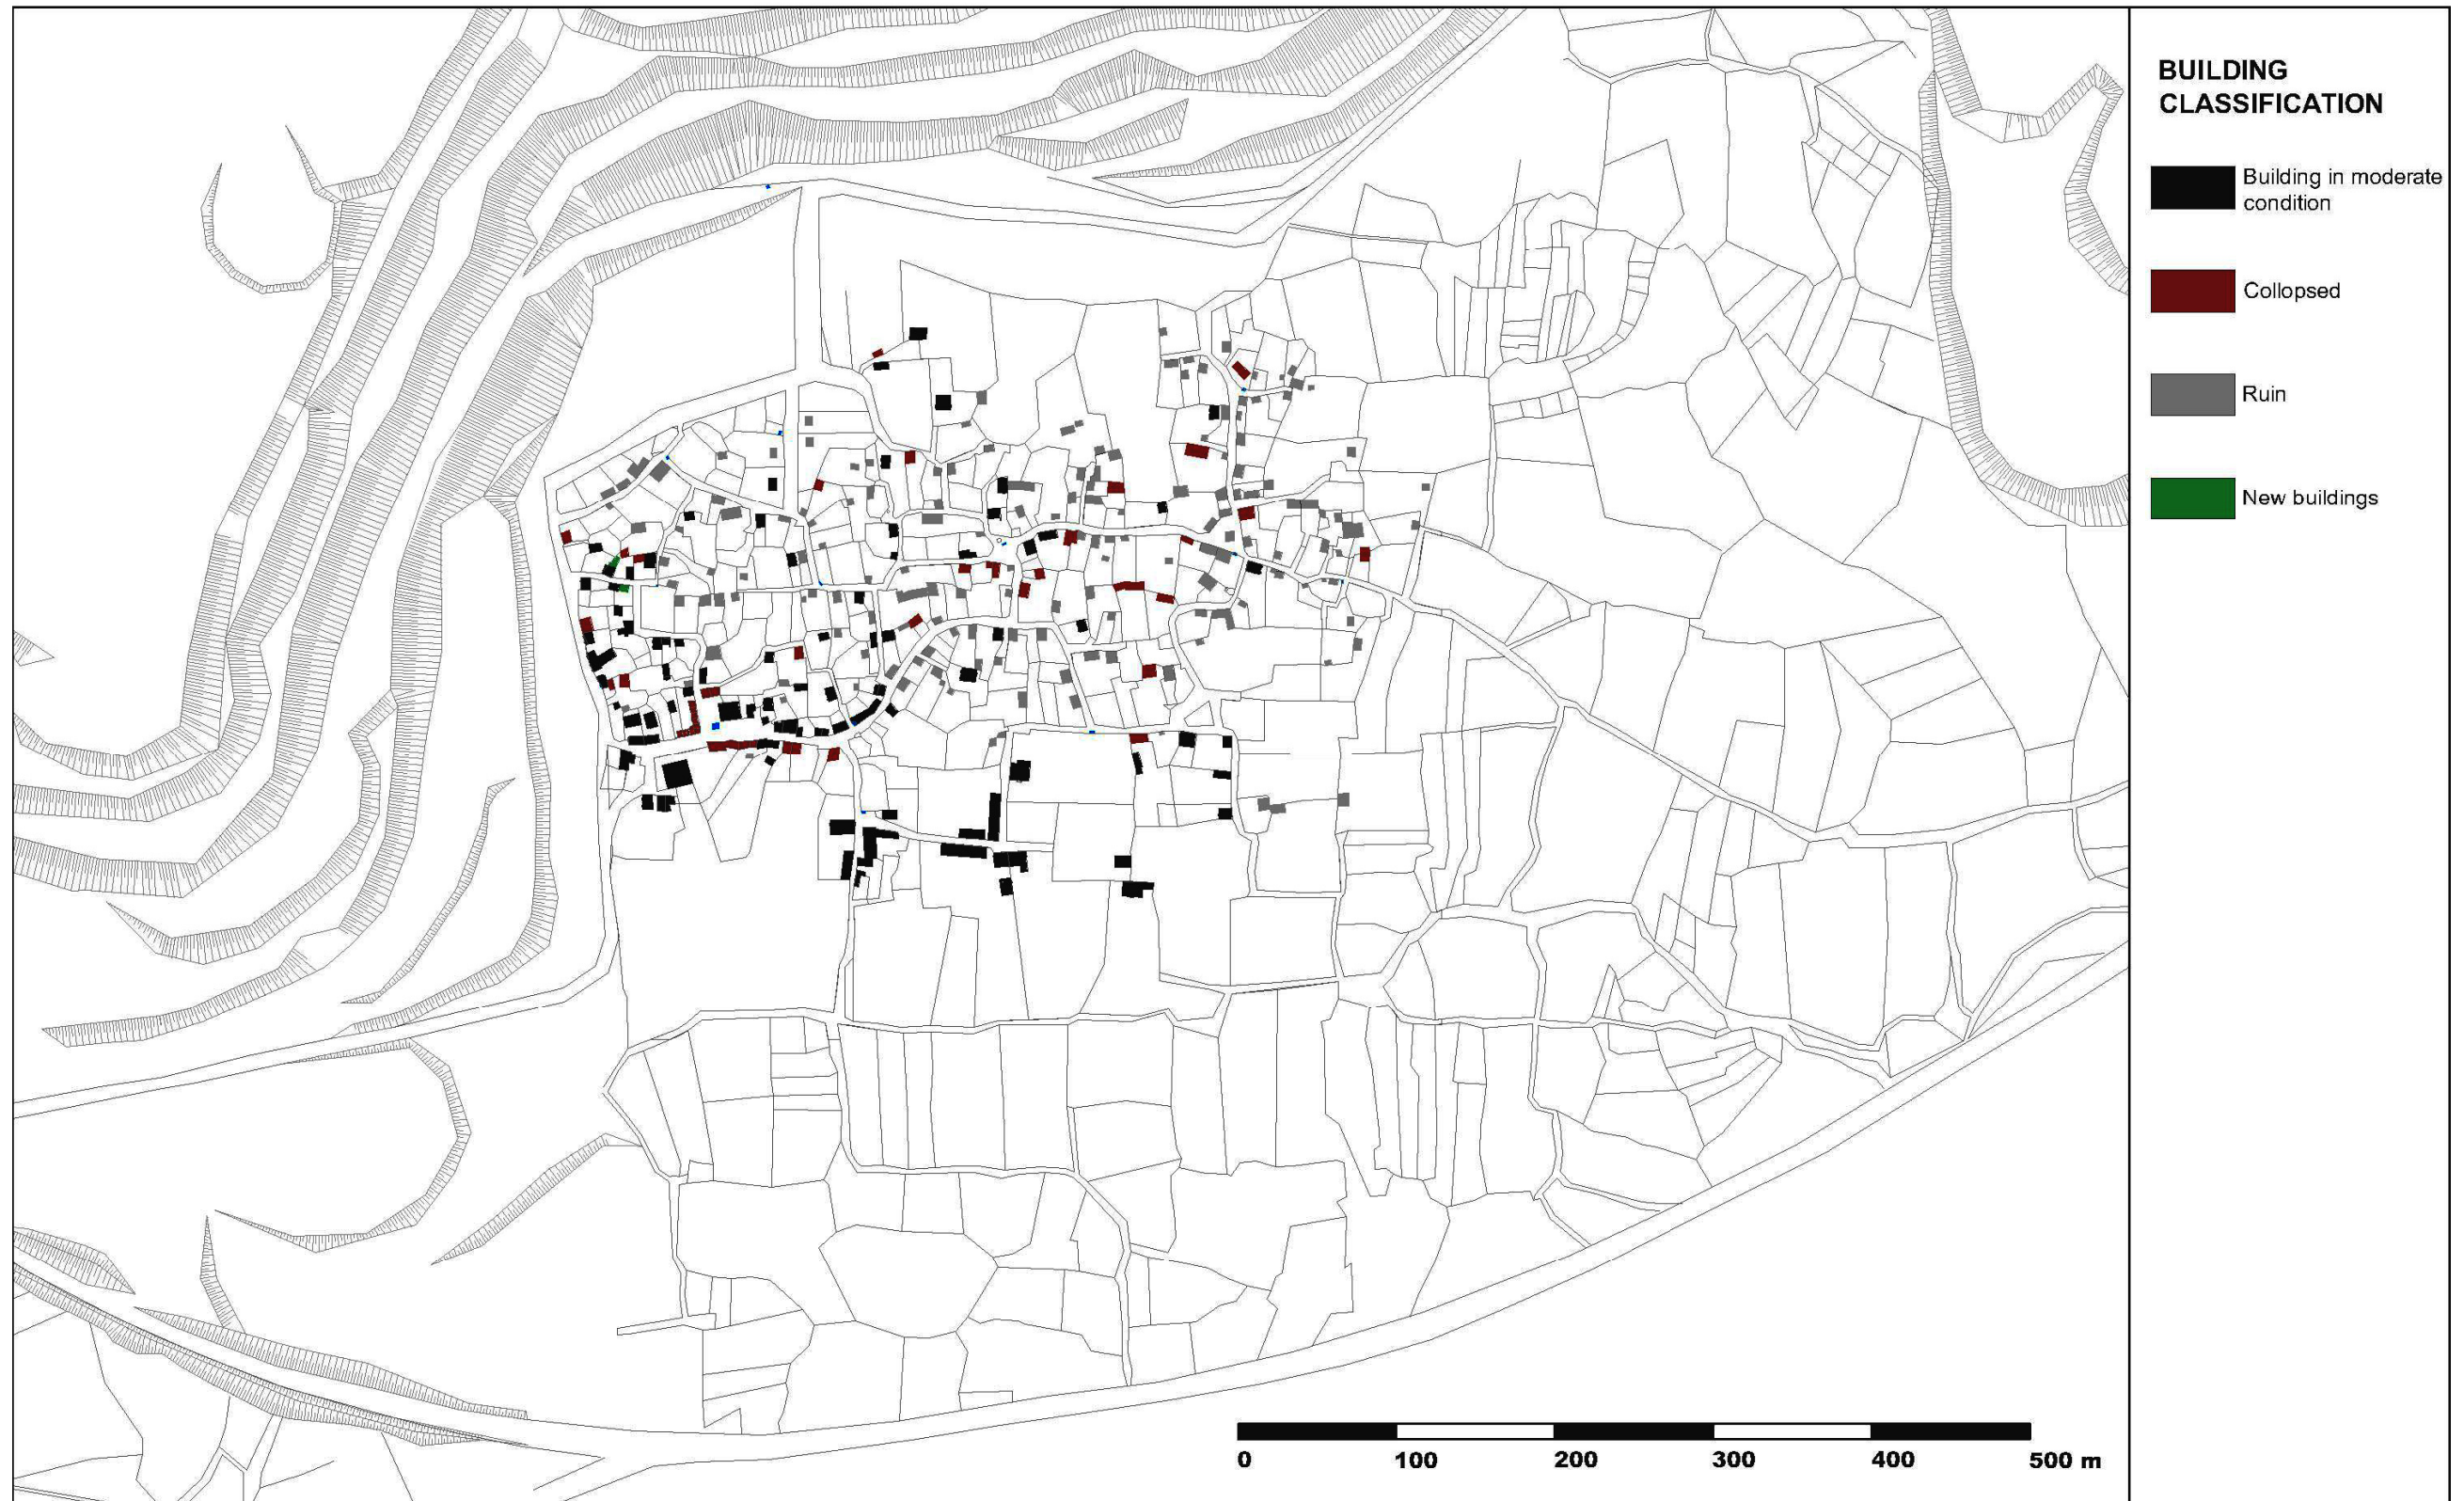 BUILDING
CLASSIFICATION
Building in moderate
condition
Collopsed
Ruin
New buildings
0 100 200 300 400 500 m